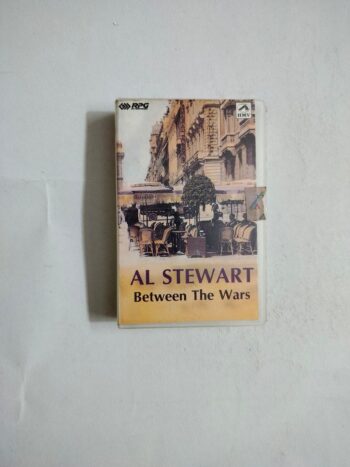 RPG
HMV
AL STEWART
Between The Wars